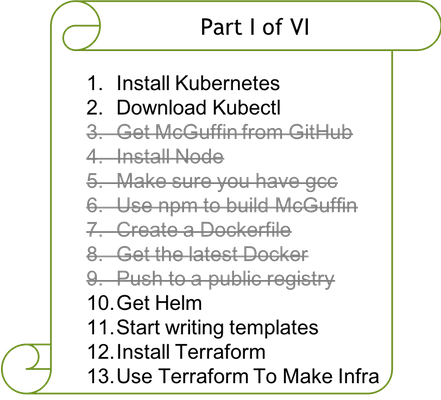 Part I of VI
1. Install Kubernetes
2. Download Kubectl
3. Get McGuffin from GitHub
4. Install Node
5. Make sure you have gcc
6. Use npm to build McGuffin
7. Create a Dockerfile
8. Get the latest Docker
9. Push to a public registry
10. Get Helm
11. Start writing templates
12. Install Terraform
13. Use Terraform To Make Infra